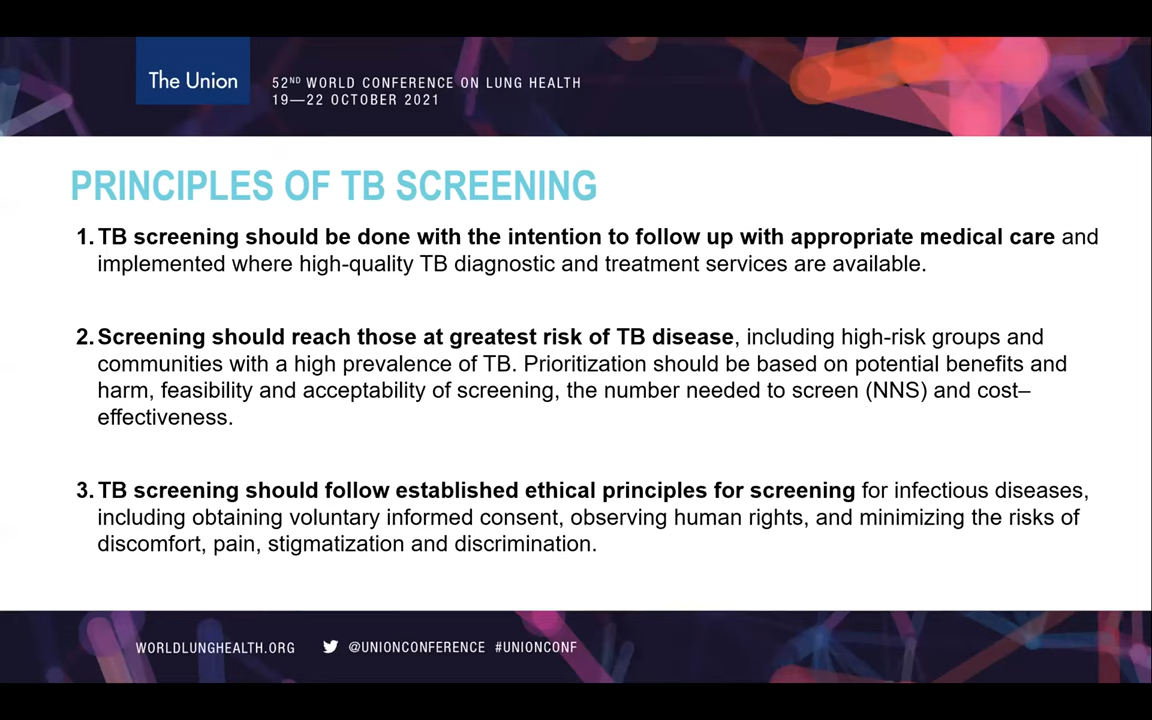 The Union
52ND WORLD CONFERENCE ON LUNG HEALTH
19—22 OCTOBER 2021
PRINCIPLES OF TB SCREENING
1. TB screening should be done with the intention to follow up with appropriate medical care and
implemented where high-quality TB diagnostic and treatment services are available.
2. Screening should reach those at greatest risk of TB disease, including high-risk groups and
communities with a high prevalence of TB. Prioritization should be based on potential benefits and
harm, feasibility and acceptability of screening, the number needed to screen (NNS) and cost–
effectiveness.
3. TB screening should follow established ethical principles for screening for infectious diseases,
including obtaining voluntary informed consent, observing human rights, and minimizing the risks of
discomfort, pain, stigmatization and discrimination.
WORLDLUNGHEALTH.ORG @UNIONCONFERENCE #UNIONCONF